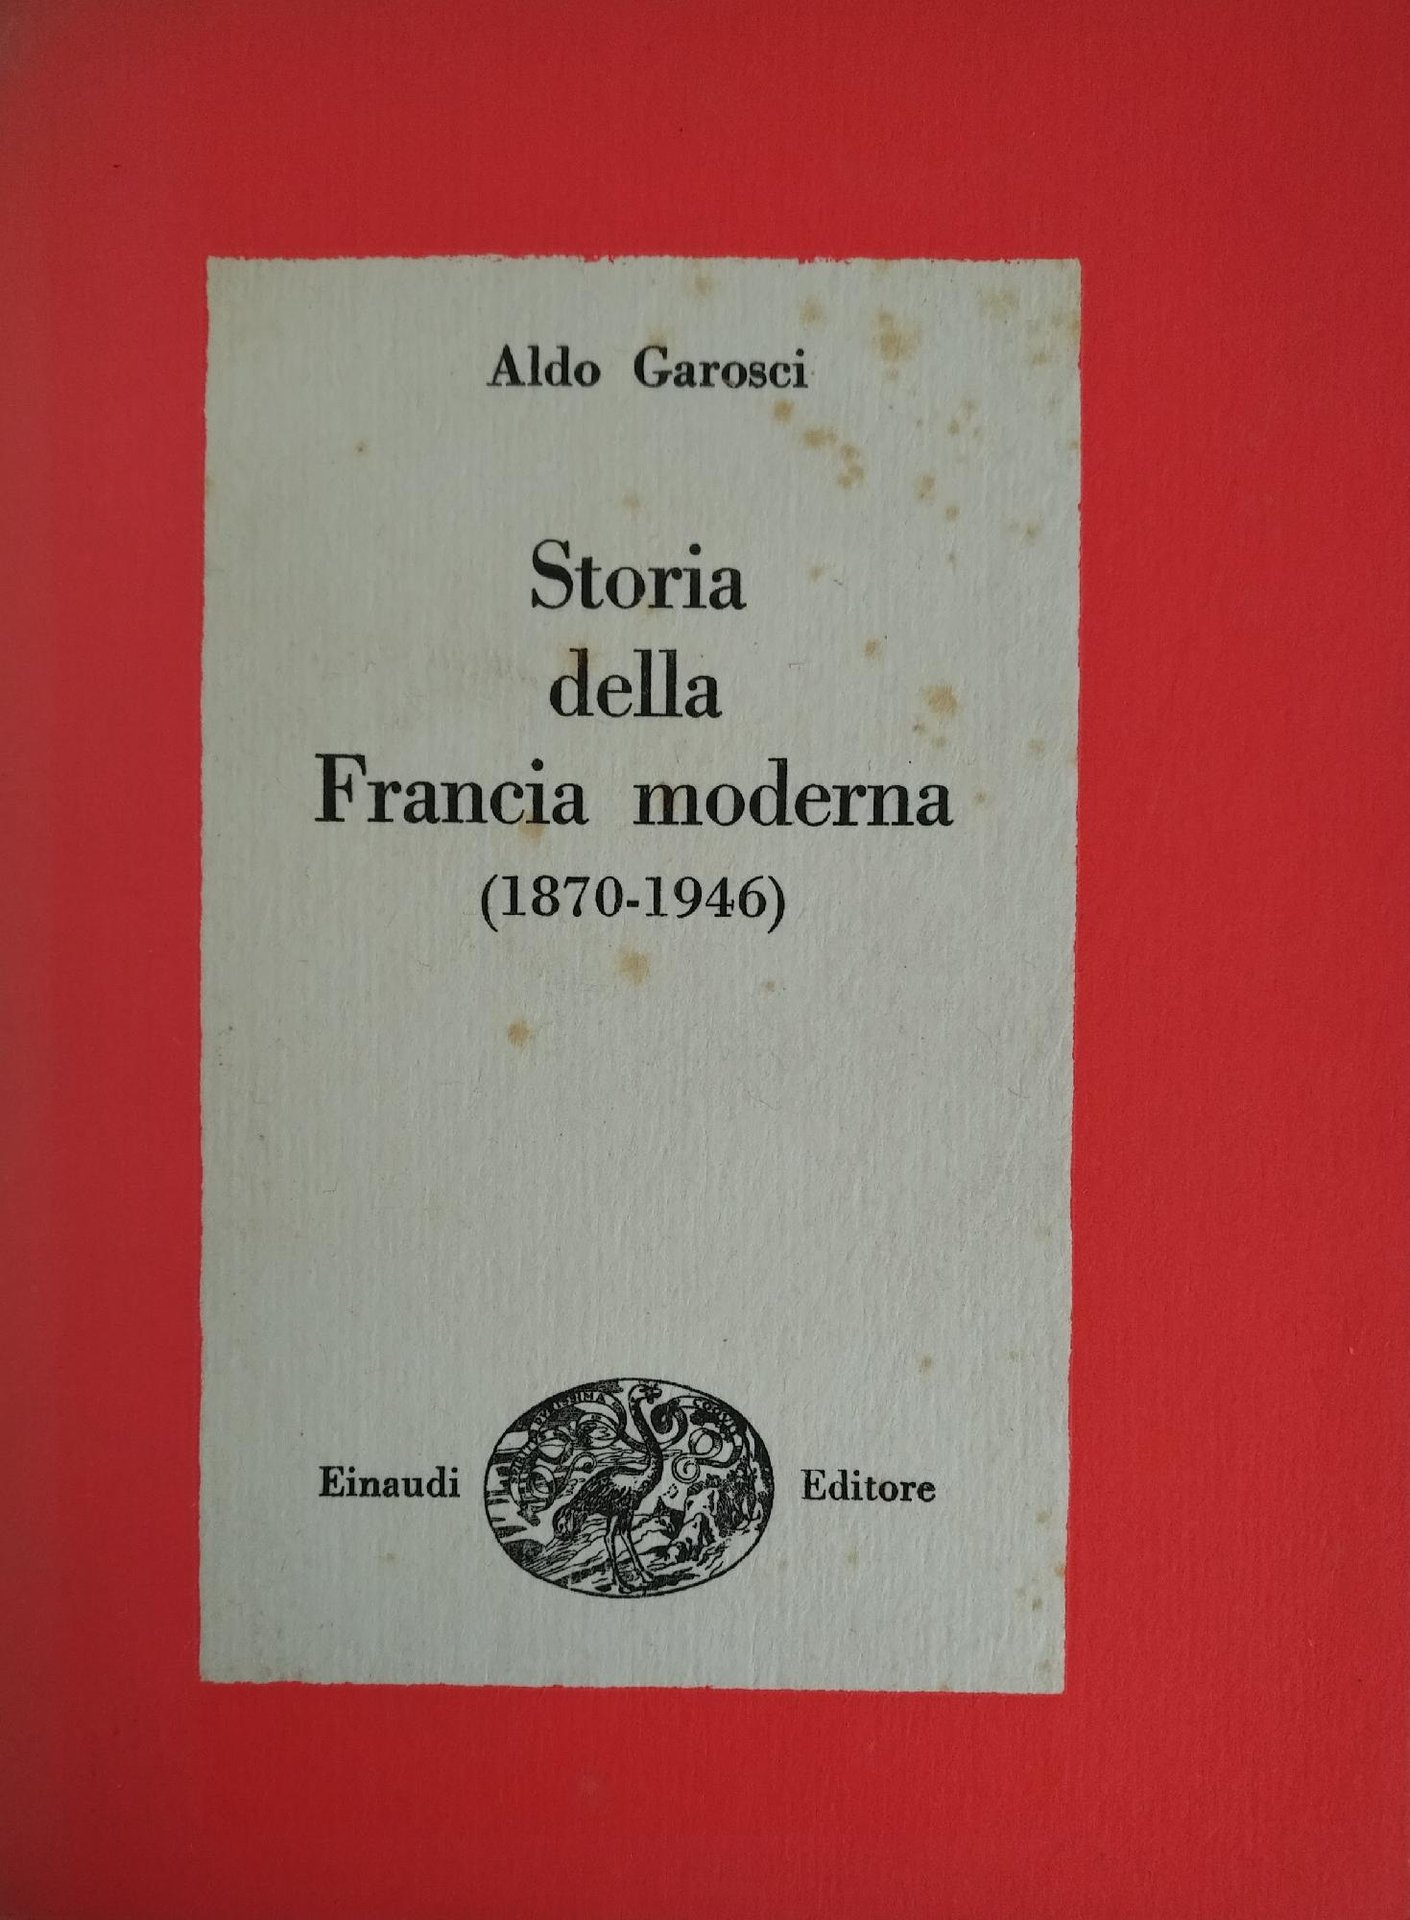 Aldo Garosci
Storia
della
Francia moderna
(1870-1946)
Einaudi Editore